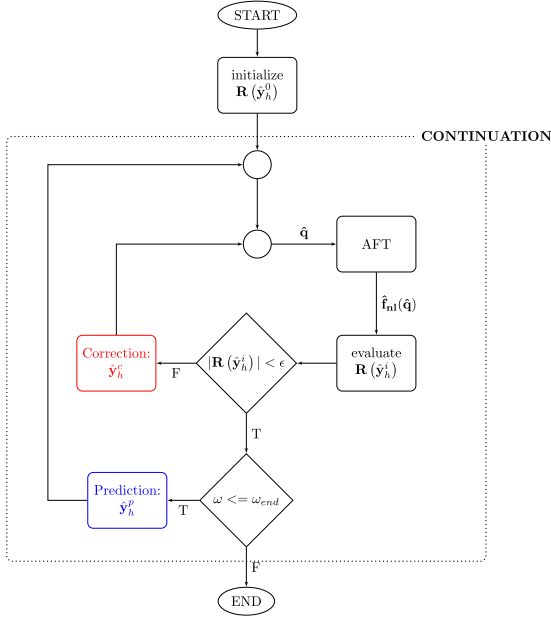 START
initialize
R (ŷ_h^0)
CONTINUATION
q̂
AFT
f̂_nl(q̂)
Correction:
ŷ_h^c
F
|R (ŷ_h^i) | < ϵ
evaluate
R (ŷ_h^i)
T
Prediction:
ŷ_h^p
T
ω <= ω_end
F
END